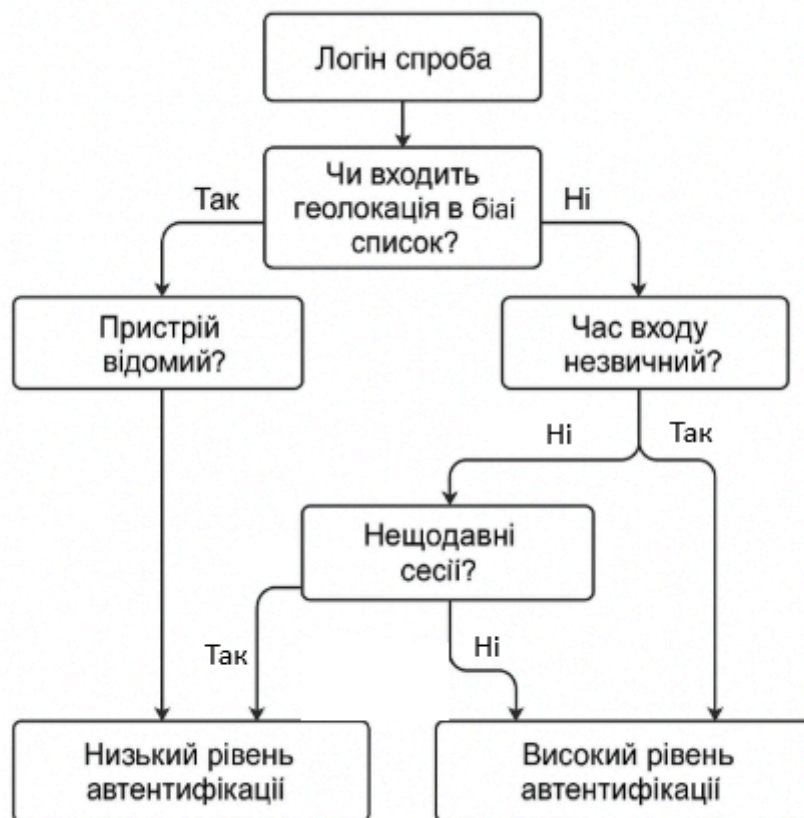 Логін спроба
Чи входить
геолокація в біаі
список?
Так
Ні
Пристрій
відомий?
Час входу
незвичний?
Ні
Так
Нещодавні
сесії?
Так
Ні
Низький рівень
автентифікації
Високий рівень
автентифікації